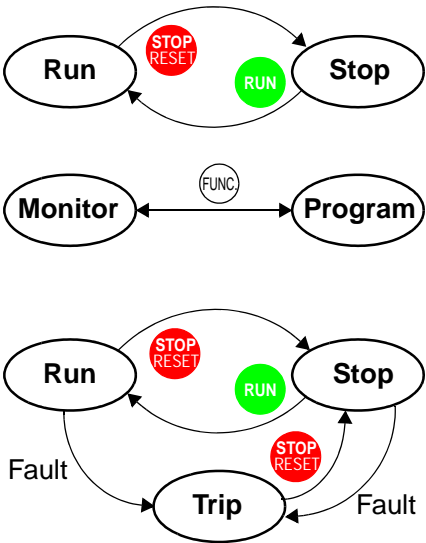 STOP
RESET
Run
Stop
RUN
FUNC.
Monitor
Program
STOP
RESET
Run
Stop
RUN
STOP
RESET
Fault
Trip
Fault